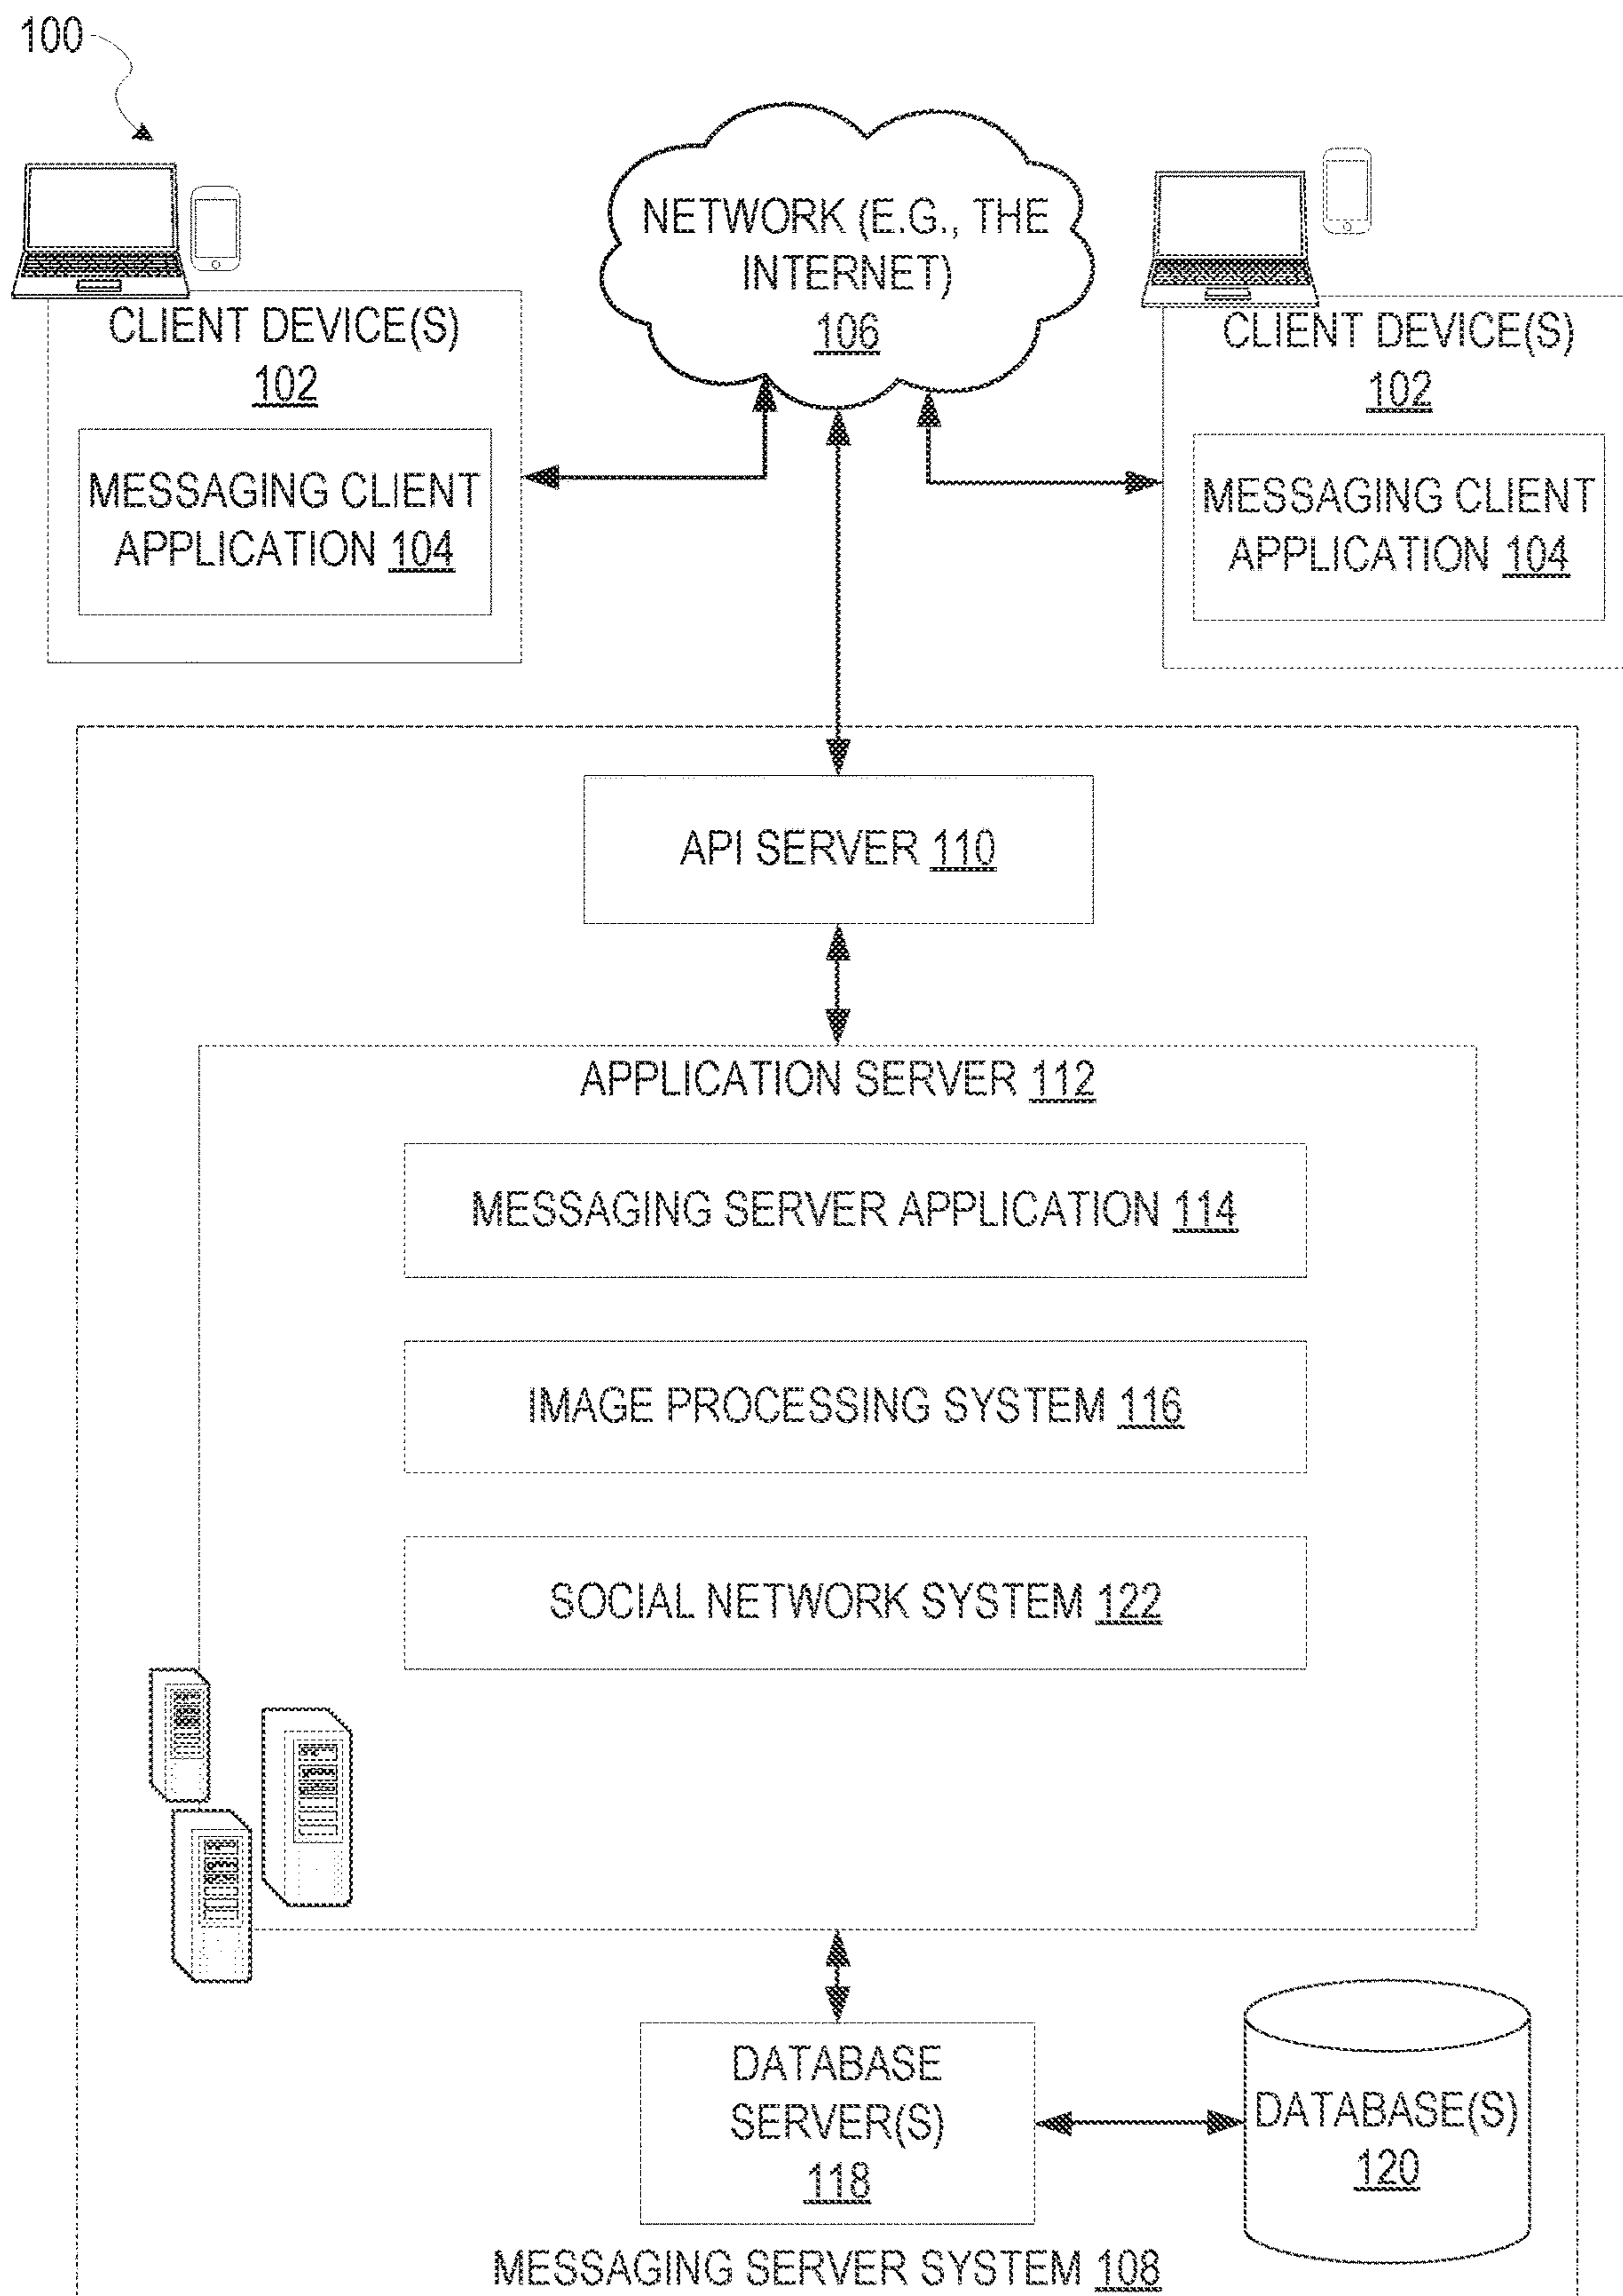 100
NETWORK (E.G., THE
INTERNET)
106
CLIENT DEVICE(S)
102
MESSAGING CLIENT
APPLICATION 104
CLIENT DEVICE(S)
102
MESSAGING CLIENT
APPLICATION 104
API SERVER 110
APPLICATION SERVER 112
MESSAGING SERVER APPLICATION 114
IMAGE PROCESSING SYSTEM 116
SOCIAL NETWORK SYSTEM 122
DATABASE
SERVER(S)
118
DATABASE(S)
120
MESSAGING SERVER SYSTEM 108